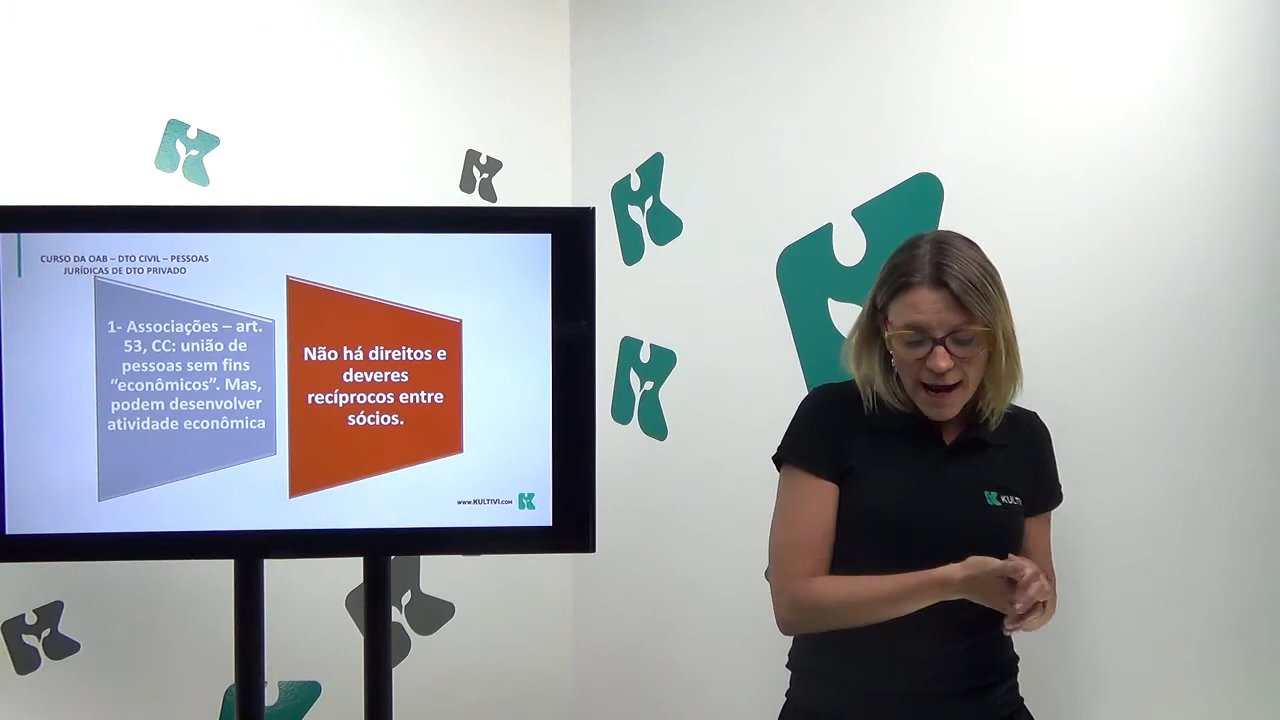 CURSO DA OAB – DTO CIVIL – PESSOAS
JURÍDICAS DE DTO PRIVADO
1- Associações – art.
53, CC: união de
pessoas sem fins
“econômicos”. Mas,
podem desenvolver
atividade econômica
Não há direitos e
deveres
recíprocos entre
sócios.
www.KULTIVI.com
KULTIVI